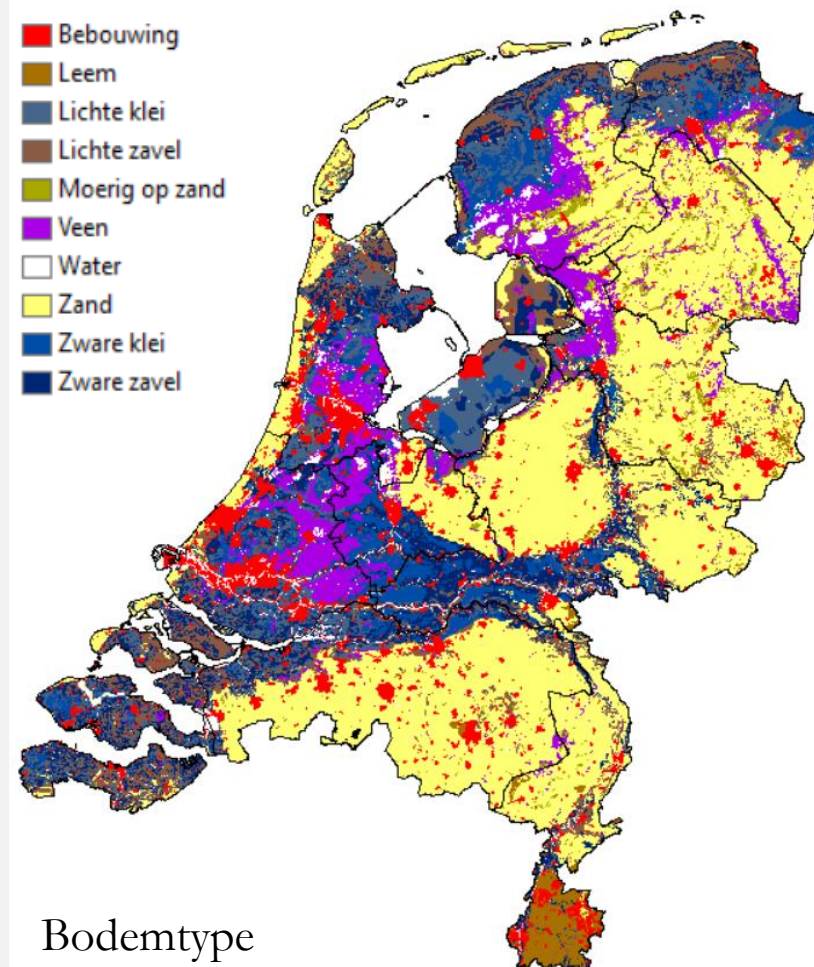 Bebouwing
Leem
Lichte klei
Lichte zavel
Moerig op zand
Veen
Water
Zand
Zware klei
Zware zavel
Bodemtype